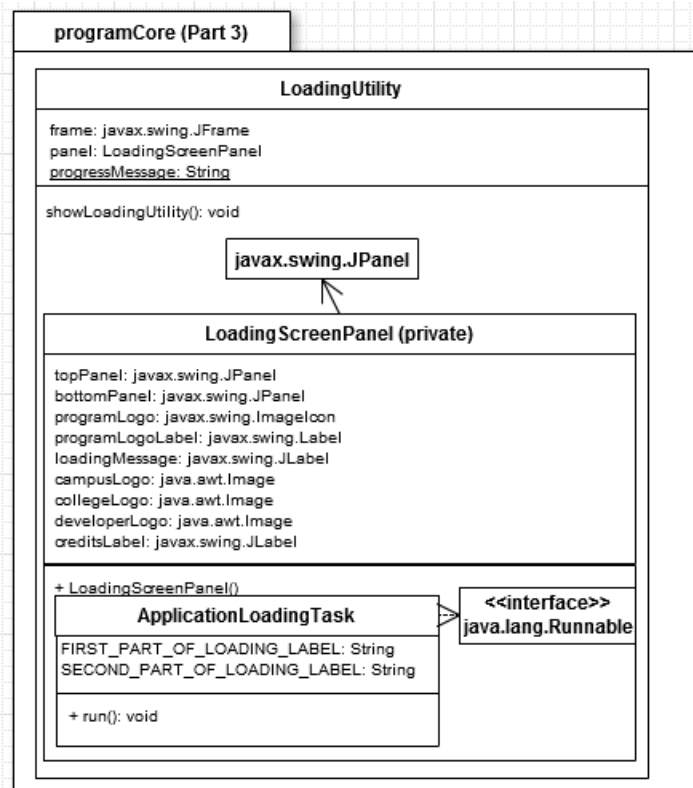 programCore (Part 3)
LoadingUtility
frame: javax.swing.JFrame
panel: LoadingScreenPanel
progressMessage: String
showLoadingUtility(): void
javax.swing.JPanel
LoadingScreenPanel (private)
topPanel: javax.swing.JPanel
bottomPanel: javax.swing.JPanel
programLogo: javax.swing.ImageIcon
programLogoLabel: javax.swing.Label
loadingMessage: javax.swing.JLabel
campusLogo: java.awt.Image
collegeLogo: java.awt.Image
developerLogo: java.awt.Image
creditsLabel: javax.swing.JLabel
+ LoadingScreenPanel()
ApplicationLoadingTask
FIRST_PART_OF_LOADING_LABEL: String
SECOND_PART_OF_LOADING_LABEL: String
+ run(): void
<<interface>>
java.lang.Runnable